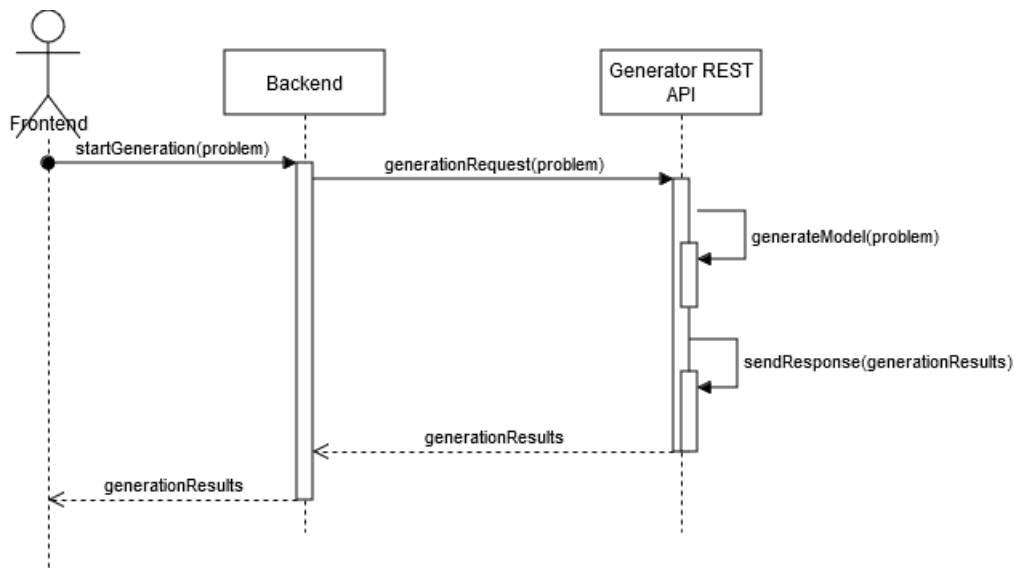 Backend
Generator REST
API
Frontend
startGeneration(problem)
generationRequest(problem)
generateModel(problem)
sendResponse(generationResults)
generationResults
generationResults